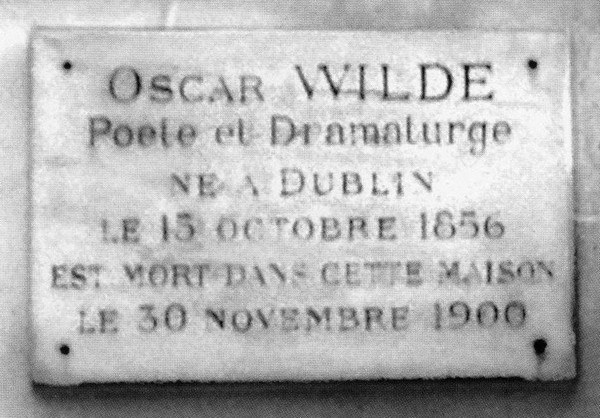 OSCAR WILDE
Poete et Dramaturge
NE A DUBLIN
LE 15 OCTOBRE 1856
EST MORT DANS CETTE MAISON
LE 30 NOVEMBRE 1900